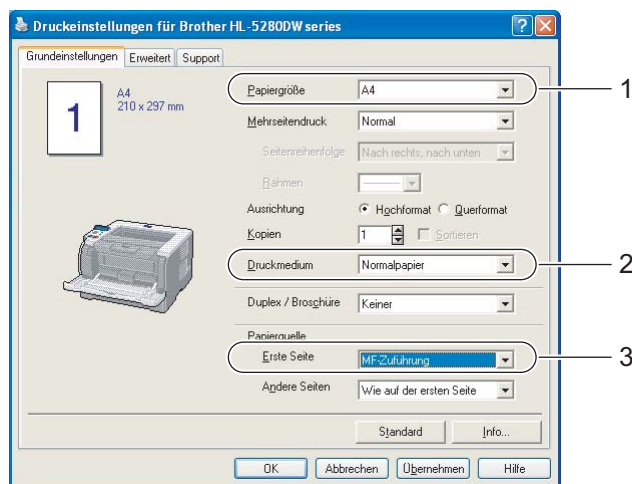 Druckeinstellungen für Brother HL-5280DW series
Grundeinstellungen Erweitert Support
1
A4
210 x 297 mm
Papiergröße A4 1
Mehrseitendruck Normal
Seitenreihenfolge Nach rechts, nach unten
Rahmen
Ausrichtung Hochformat Querformat
Kopien 1 Sortieren
Druckmedium Normalpapier 2
Duplex / Broschüre Keiner
Papierquelle
Erste Seite MF-Zuführung 3
Andere Seiten Wie auf der ersten Seite
Standard Info...
OK Abbrechen Übernehmen Hilfe